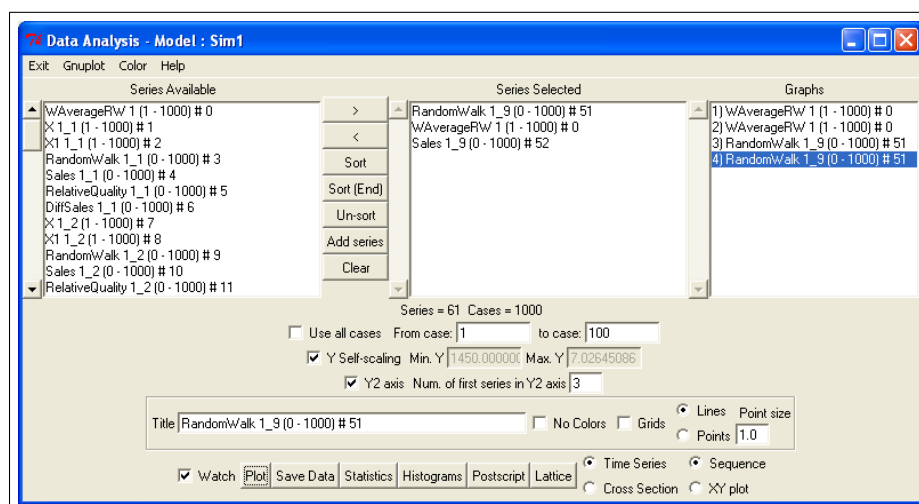 Data Analysis - Model : Sim1
Exit Gnuplot Color Help
Series Available
WAverageRW 1 (1 - 1000) # 0
X 1_1 (1 - 1000) # 1
X1 1_1 (1 - 1000) # 2
RandomWalk 1_1 (0 - 1000) # 3
Sales 1_1 (0 - 1000) # 4
RelativeQuality 1_1 (0 - 1000) # 5
DiffSales 1_1 (0 - 1000) # 6
X 1_2 (1 - 1000) # 7
X1 1_2 (1 - 1000) # 8
RandomWalk 1_2 (0 - 1000) # 9
Sales 1_2 (0 - 1000) # 10
RelativeQuality 1_2 (0 - 1000) # 11
>
<
Sort
Sort (End)
Un-sort
Add series
Clear
Series Selected
RandomWalk 1_9 (0 - 1000) # 51
WAverageRW 1 (1 - 1000) # 0
Sales 1_9 (0 - 1000) # 52
Graphs
1) WAverageRW 1 (1 - 1000) # 0
2) WAverageRW 1 (1 - 1000) # 0
3) RandomWalk 1_9 (0 - 1000) # 51
4) RandomWalk 1_9 (0 - 1000) # 51
Series = 61 Cases = 1000
Use all cases From case: 1 to case: 100
Y Self-scaling Min. Y 1450.000000 Max. Y 7.02645086
Y2 axis Num. of first series in Y2 axis 3
Title RandomWalk 1_9 (0 - 1000) # 51 No Colors Grids Lines Point size
Points 1.0
Watch Plot Save Data Statistics Histograms Postscript Lattice Time Series Sequence
Cross Section XY plot